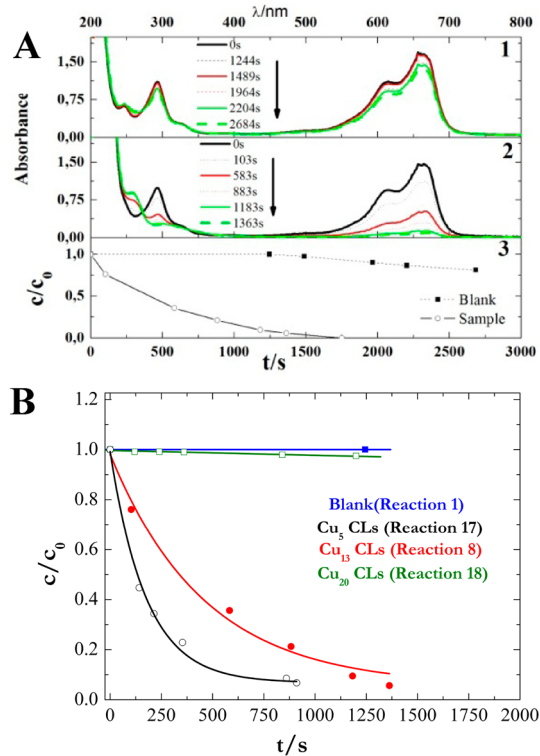 λ/nm
200 300 400 500 600 700 800
A
1
0s
1244s
1489s
1964s
2204s
2684s
1,50
0,75
0,00
Absorbance
2
0s
103s
583s
883s
1183s
1363s
1,50
0,75
0,00
3
1,0
0,5
0,0
c/c₀
Blank
Sample
0 500 1000 1500 2000 2500 3000
t/s
B
1.2
1.0
0.8
0.6
0.4
0.2
0.0
c/c₀
Blank(Reaction 1)
Cu₅ CLs (Reaction 17)
Cu₁₃ CLs (Reaction 8)
Cu₂₀ CLs (Reaction 18)
0 250 500 750 1000 1250 1500 1750 2000
t/s